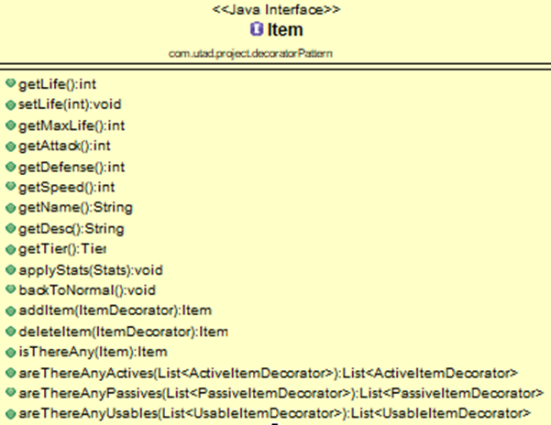 <<Java Interface>>
Item
com.utad.project.decoratorPattern
getLife():int
setLife(int):void
getMaxLife():int
getAttack():int
getDefense():int
getSpeed():int
getName():String
getDesc():String
getTier():Tier
applyStats(Stats):void
backToNormal():void
addItem(ItemDecorator):Item
deleteItem(ItemDecorator):Item
isThereAny(Item):Item
areThereAnyActives(List<ActiveItemDecorator>):List<ActiveItemDecorator>
areThereAnyPassives(List<PassiveItemDecorator>):List<PassiveItemDecorator>
areThereAnyUsables(List<UsableItemDecorator>):List<UsableItemDecorator>